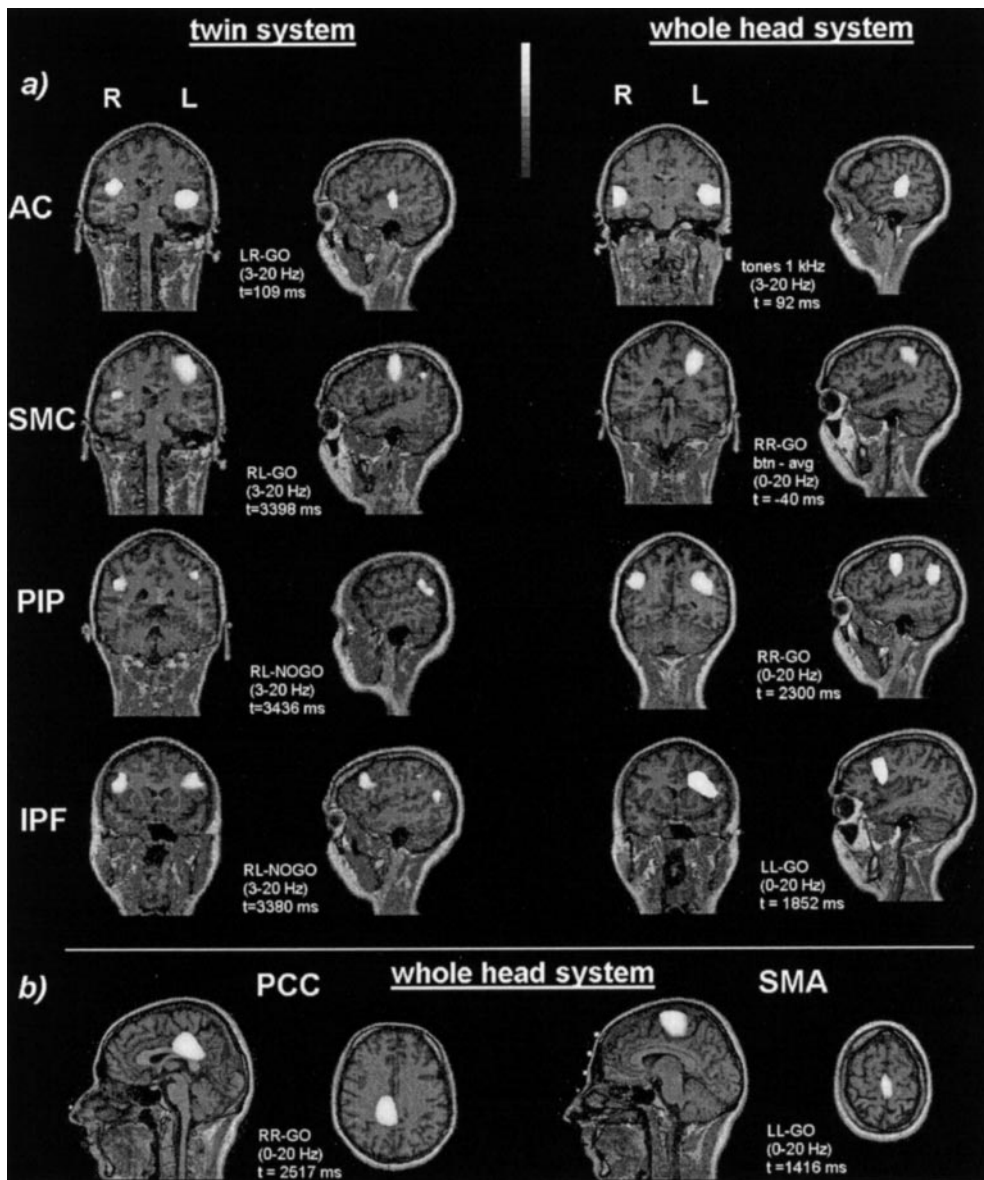 twin system
whole head system
a)
R L
R L
AC
LR-GO
(3-20 Hz)
t=109 ms
tones 1 kHz
(3-20 Hz)
t = 92 ms
SMC
RL-GO
(3-20 Hz)
t=3398 ms
RR-GO
btn - avg
(0-20 Hz)
t = -40 ms
PIP
RL-NOGO
(3-20 Hz)
t=3436 ms
RR-GO
(0-20 Hz)
t = 2300 ms
IPF
RL-NOGO
(3-20 Hz)
t=3380 ms
LL-GO
(0-20 Hz)
t = 1852 ms
b)
whole head system
PCC
SMA
RR-GO
(0-20 Hz)
t = 2517 ms
LL-GO
(0-20 Hz)
t =1416 ms